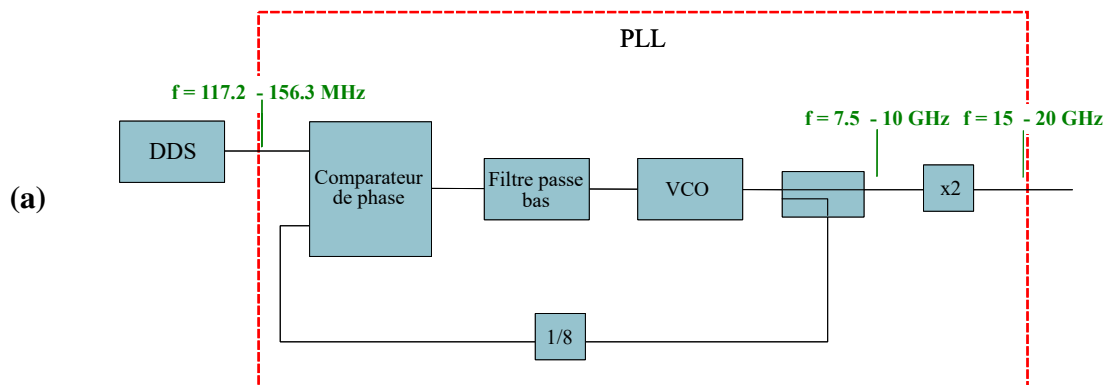 PLL
f = 117.2 - 156.3 MHz
f = 7.5 - 10 GHz
f = 15 - 20 GHz
DDS
Comparateur
de phase
Filtre passe
bas
VCO
x2
(a)
1/8